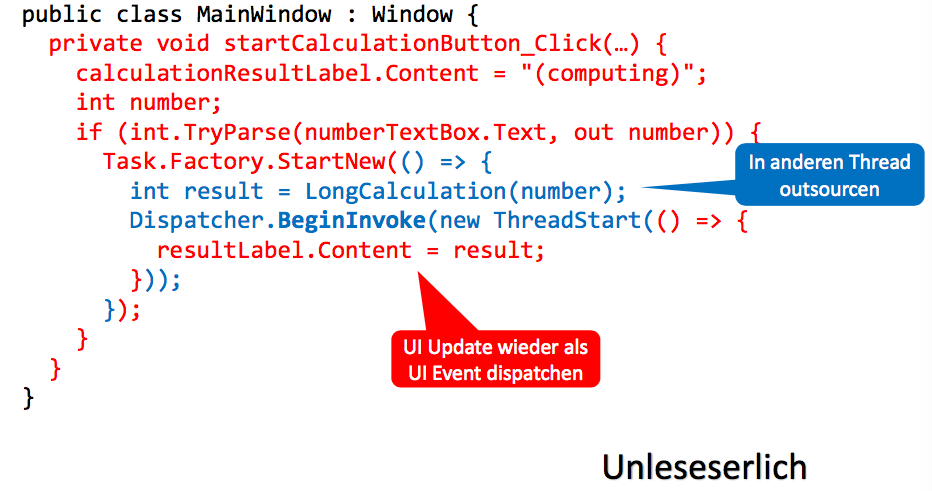 public class MainWindow : Window {
private void startCalculationButton_Click(…) {
calculationResultLabel.Content = "(computing)";
int number;
if (int.TryParse(numberTextBox.Text, out number)) {
Task.Factory.StartNew(() => {
In anderen Thread
outsourcen
int result = LongCalculation(number);
Dispatcher.BeginInvoke(new ThreadStart(() => {
resultLabel.Content = result;
}));
});
UI Update wieder als
UI Event dispatchen
}
}
}
Unleseserlich